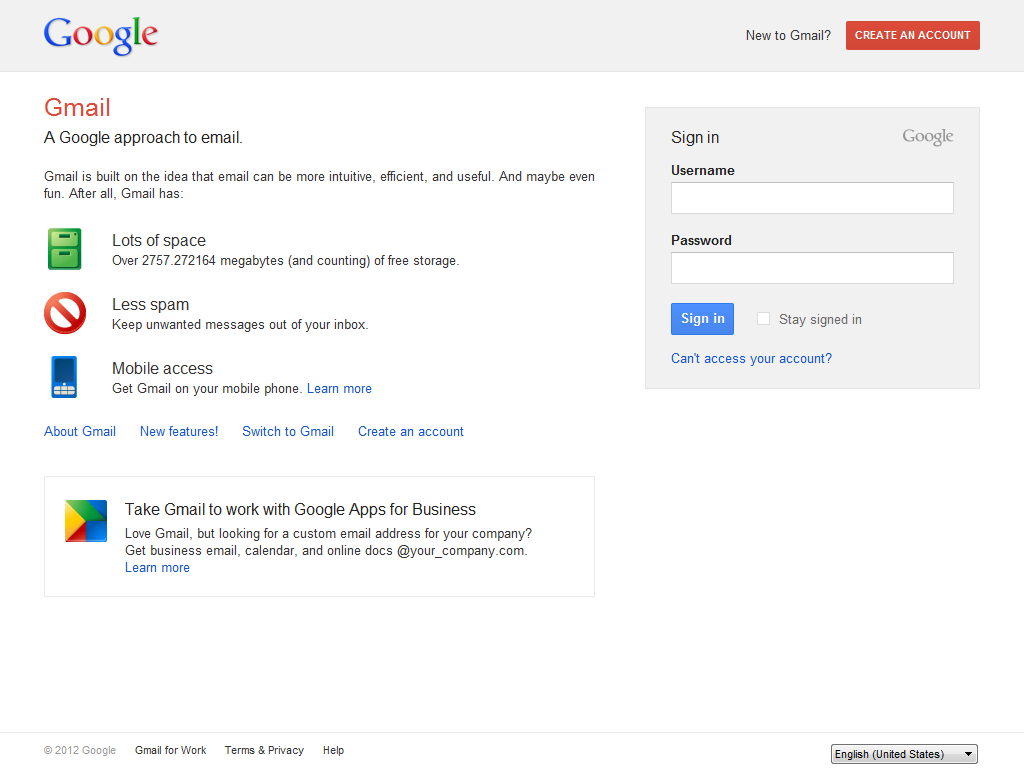 Google
New to Gmail? CREATE AN ACCOUNT
Gmail
A Google approach to email.
Gmail is built on the idea that email can be more intuitive, efficient, and useful. And maybe even
fun. After all, Gmail has:
Lots of space
Over 2757.272164 megabytes (and counting) of free storage.
Less spam
Keep unwanted messages out of your inbox.
Mobile access
Get Gmail on your mobile phone. Learn more
About Gmail New features! Switch to Gmail Create an account
Take Gmail to work with Google Apps for Business
Love Gmail, but looking for a custom email address for your company?
Get business email, calendar, and online docs @your_company.com.
Learn more
Sign in Google
Username
Password
Sign in Stay signed in
Can't access your account?
© 2012 Google Gmail for Work Terms & Privacy Help English (United States)